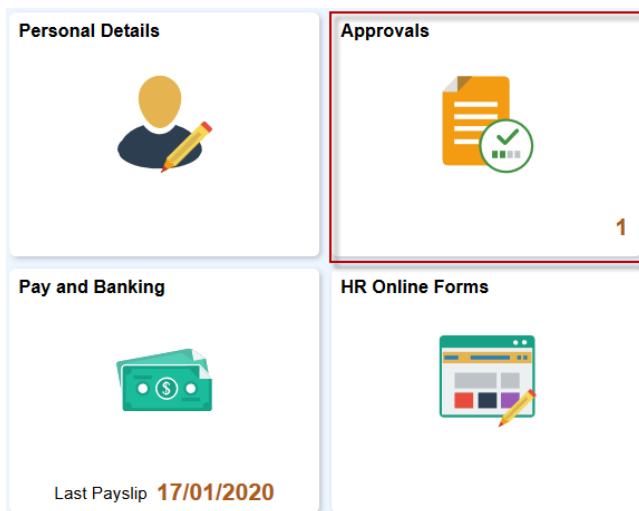 Personal Details
Approvals
1
Pay and Banking
HR Online Forms
$
Last Payslip 17/01/2020